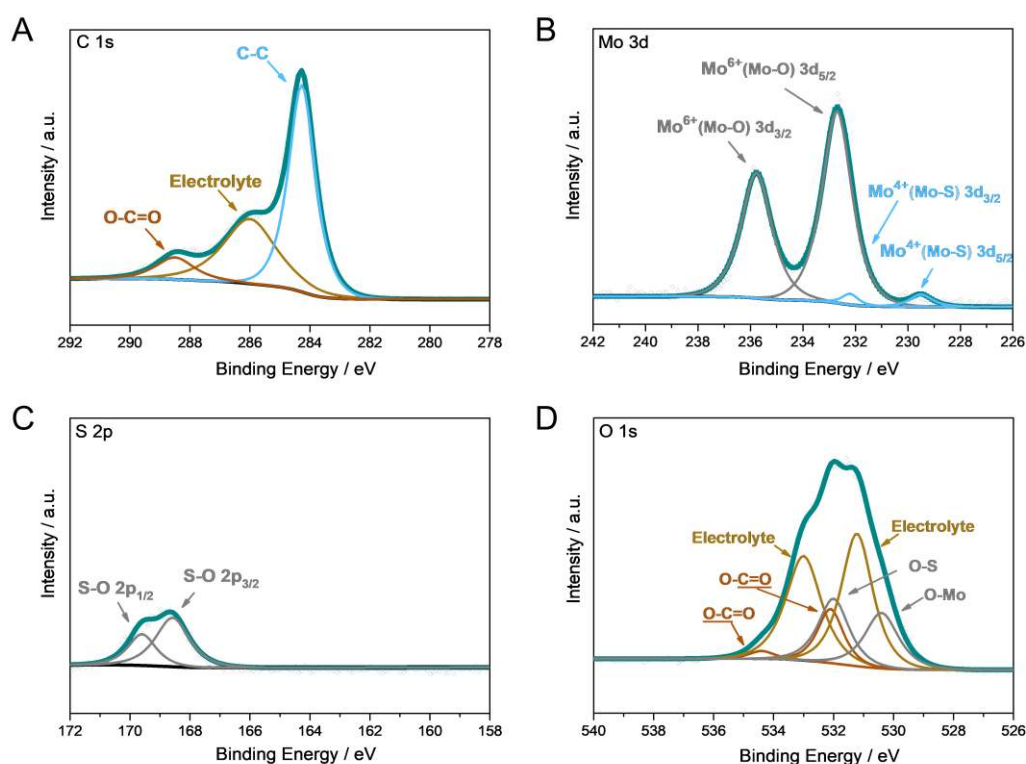 A
C 1s
C-C
Electrolyte
O-C=O
Intensity / a.u.
292 290 288 286 284 282 280 278
Binding Energy / eV
B
Mo 3d
Mo⁶⁺(Mo-O) 3d₅/₂
Mo⁶⁺(Mo-O) 3d₃/₂
Mo⁴⁺(Mo-S) 3d₃/₂
Mo⁴⁺(Mo-S) 3d₅/₂
Intensity / a.u.
242 240 238 236 234 232 230 228 226
Binding Energy / eV
C
S 2p
S-O 2p₃/₂
S-O 2p₁/₂
Intensity / a.u.
172 170 168 166 164 162 160 158
Binding Energy / eV
D
O 1s
Electrolyte
Electrolyte
O-C=O
O-S
O-Mo
O-C=O
Intensity / a.u.
540 538 536 534 532 530 528 526
Binding Energy / eV